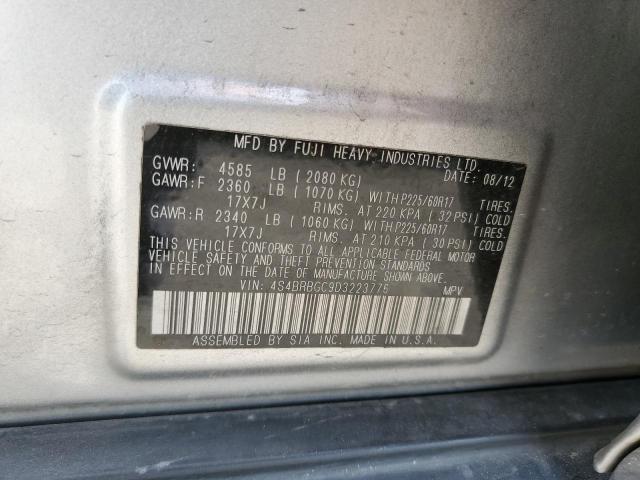 MFD BY FUJI HEAVY INDUSTRIES LTD.
GVWR: 4585 LB ( 2080 KG) DATE: 08/12
GAWR:F 2360 LB ( 1070 KG) WITH P225/60R17 TIRES.
17X7J RIMS. AT 220 KPA ( 32 PSI) COLD
GAWR:R 2340 LB ( 1060 KG) WITH P225/60R17 TIRES.
17X7J RIMS. AT 210 KPA ( 30 PSI) COLD
THIS VEHICLE CONFORMS TO ALL APPLICABLE FEDERAL MOTOR
VEHICLE SAFETY AND THEFT PREVENTION STANDARDS
IN EFFECT ON THE DATE OF MANUFACTURE SHOWN ABOVE.
VIN: 4S4BRBGC9D3223775 MPV
ASSEMBLED BY SIA INC. MADE IN U.S.A.